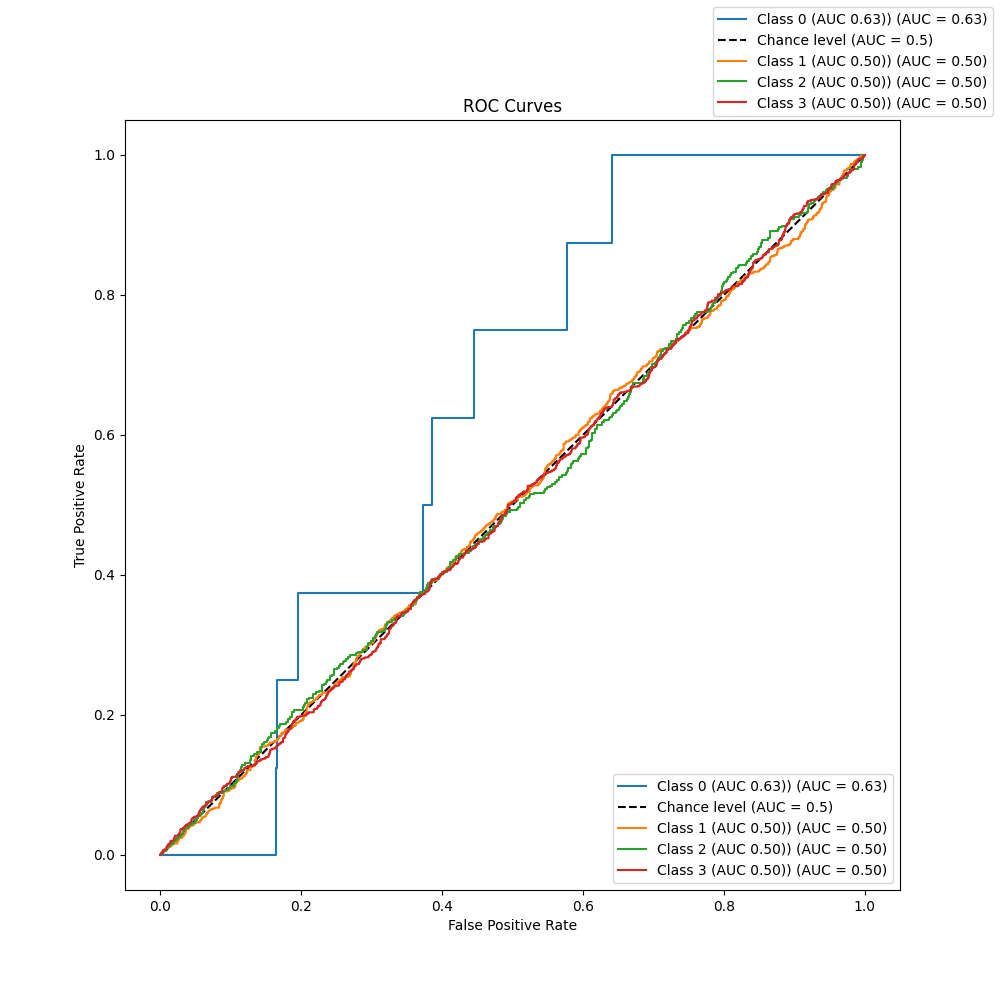 Class 0 (AUC 0.63)) (AUC = 0.63)
Chance level (AUC = 0.5)
Class 1 (AUC 0.50)) (AUC = 0.50)
Class 2 (AUC 0.50)) (AUC = 0.50)
Class 3 (AUC 0.50)) (AUC = 0.50)
ROC Curves
1.0
0.8
0.6
0.4
0.2
0.0
True Positive Rate
Class 0 (AUC 0.63)) (AUC = 0.63)
Chance level (AUC = 0.5)
Class 1 (AUC 0.50)) (AUC = 0.50)
Class 2 (AUC 0.50)) (AUC = 0.50)
Class 3 (AUC 0.50)) (AUC = 0.50)
0.0 0.2 0.4 0.6 0.8 1.0
False Positive Rate